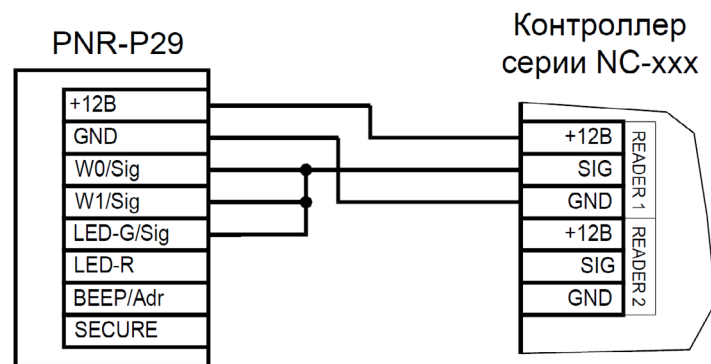 PNR-P29
+12В
GND
W0/Sig
W1/Sig
LED-G/Sig
LED-R
BEEP/Adr
SECURE
Контроллер
серии NC-xxx
+12В
SIG
GND
READER 1
+12В
SIG
GND
READER 2